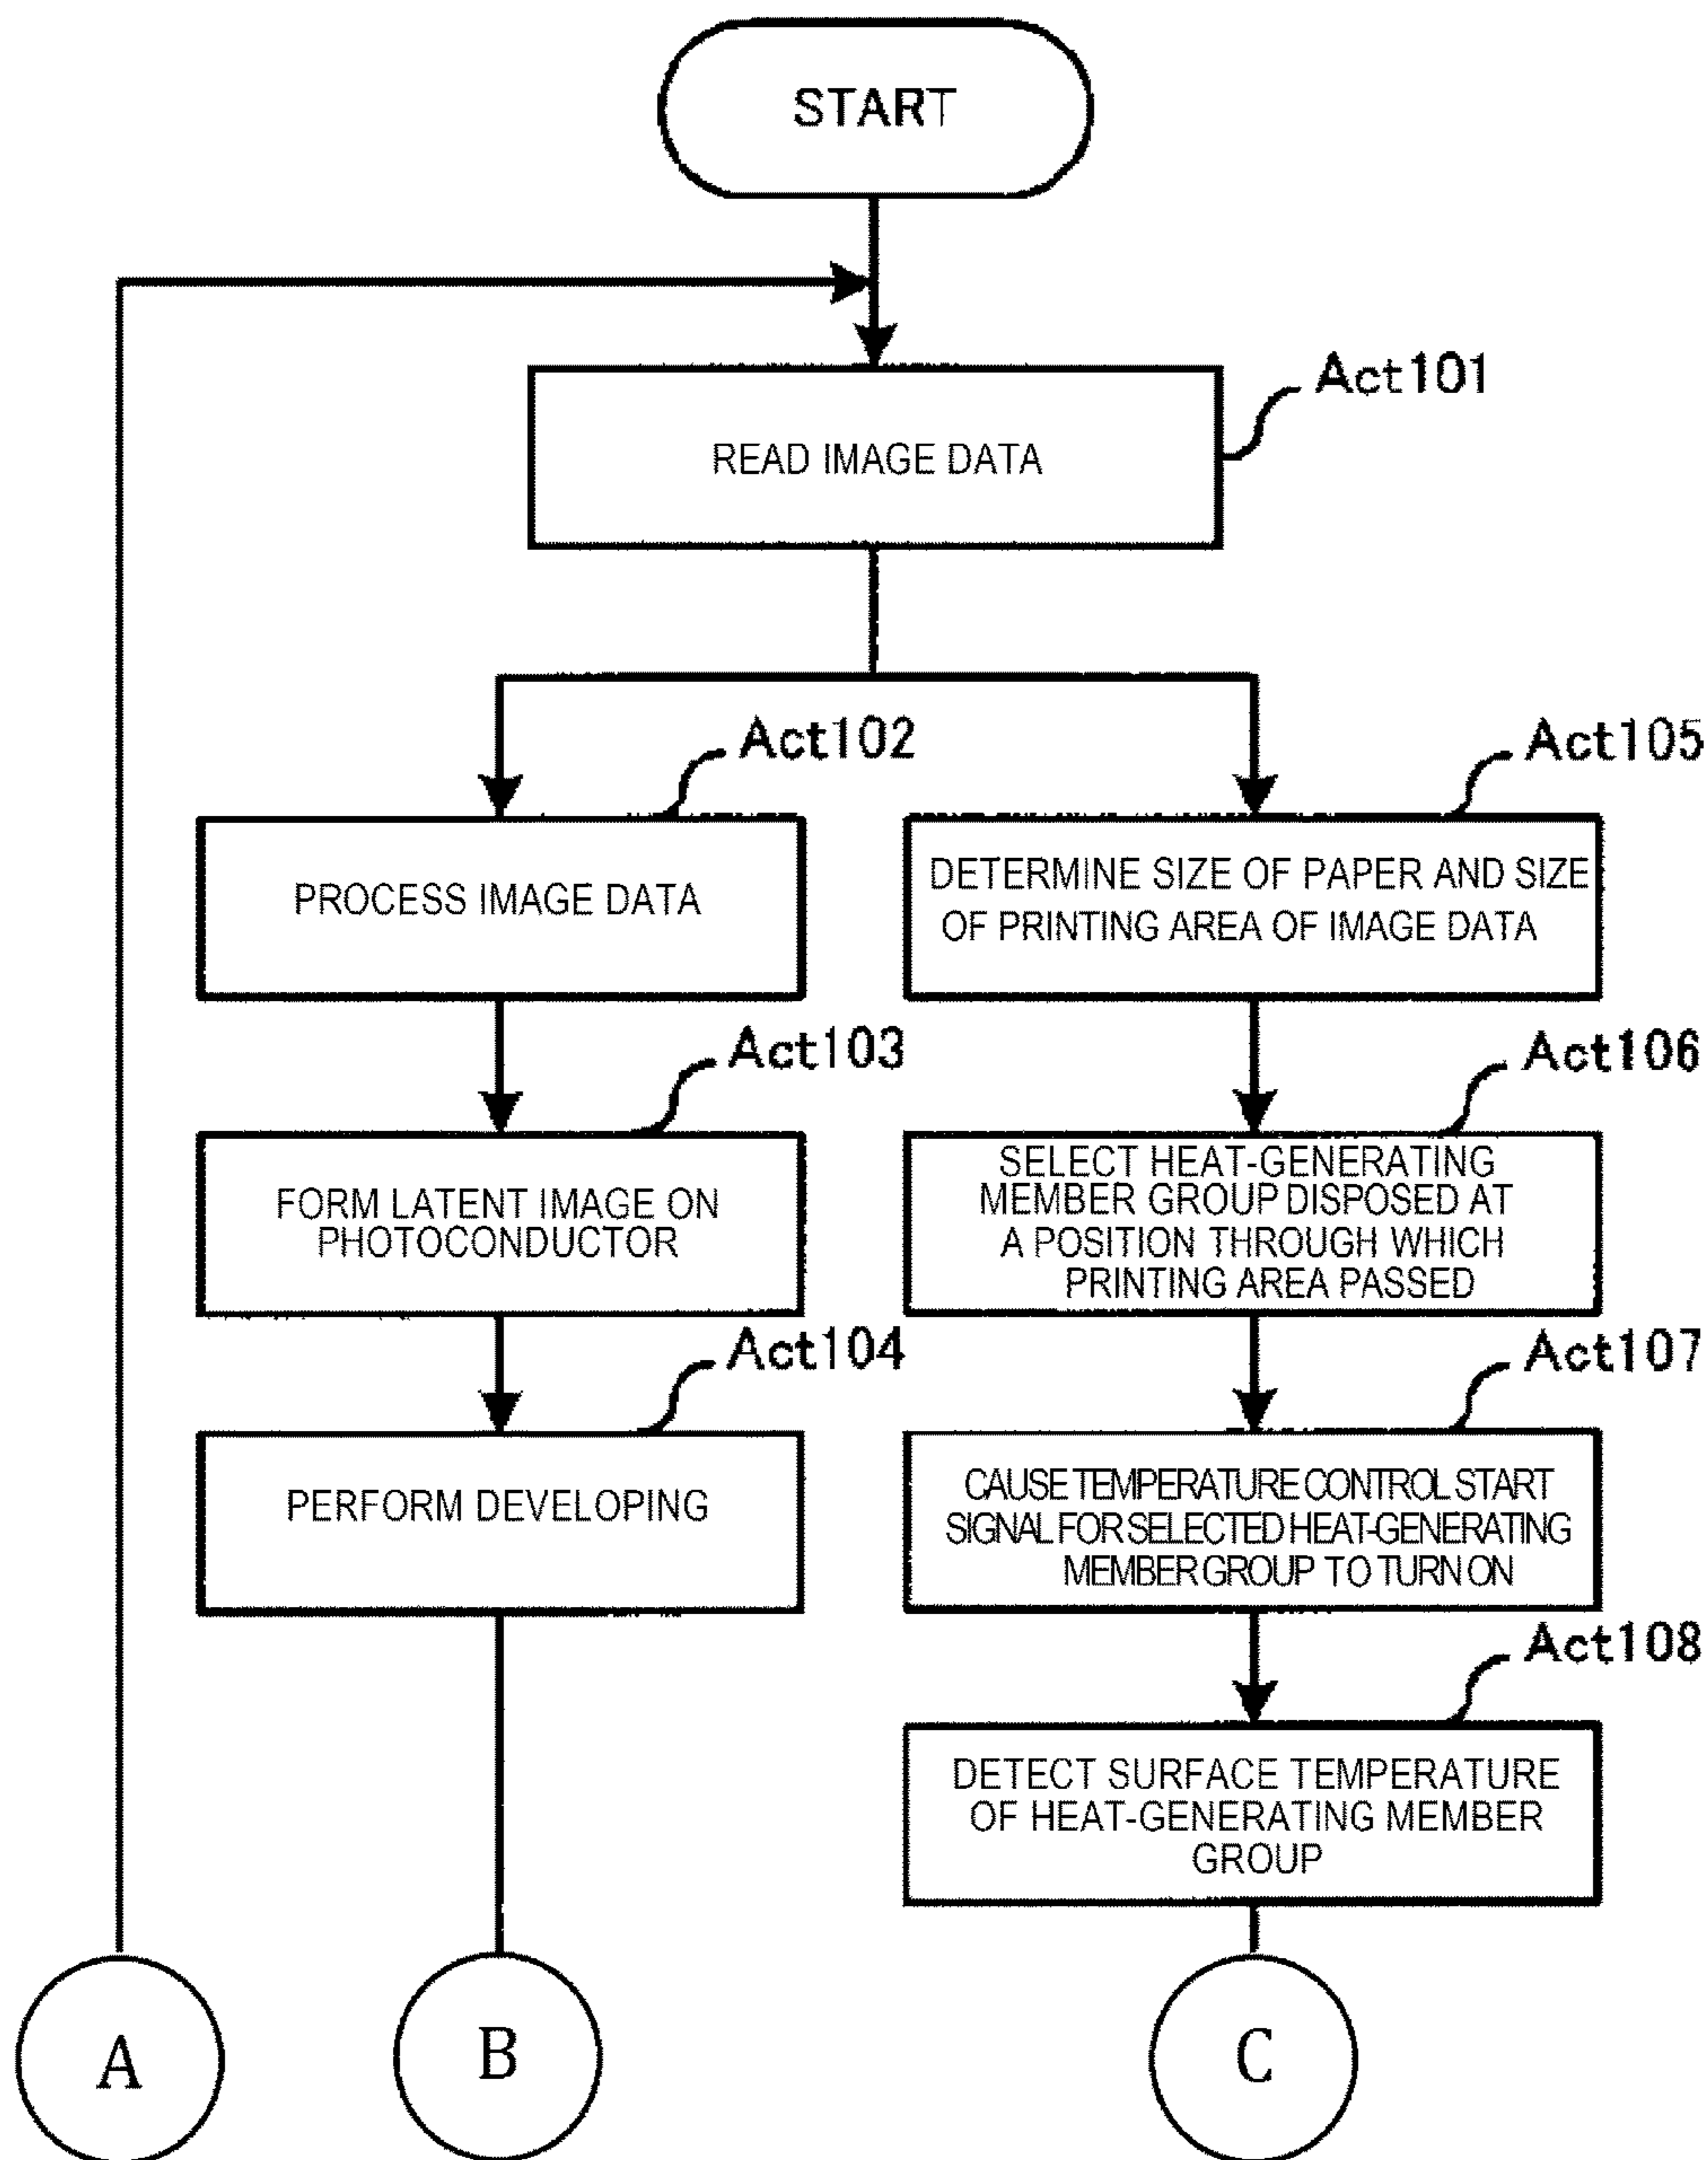 START
Act101
READ IMAGE DATA
Act102
PROCESS IMAGE DATA
Act103
FORM LATENT IMAGE ON
PHOTOCONDUCTOR
Act104
PERFORM DEVELOPING
Act105
DETERMINE SIZE OF PAPER AND SIZE
OF PRINTING AREA OF IMAGE DATA
Act106
SELECT HEAT-GENERATING
MEMBER GROUP DISPOSED AT
A POSITION THROUGH WHICH
PRINTING AREA PASSED
Act107
CAUSE TEMPERATURE CONTROL START
SIGNAL FOR SELECTED HEAT-GENERATING
MEMBER GROUP TO TURN ON
Act108
DETECT SURFACE TEMPERATURE
OF HEAT-GENERATING MEMBER
GROUP
A
B
C